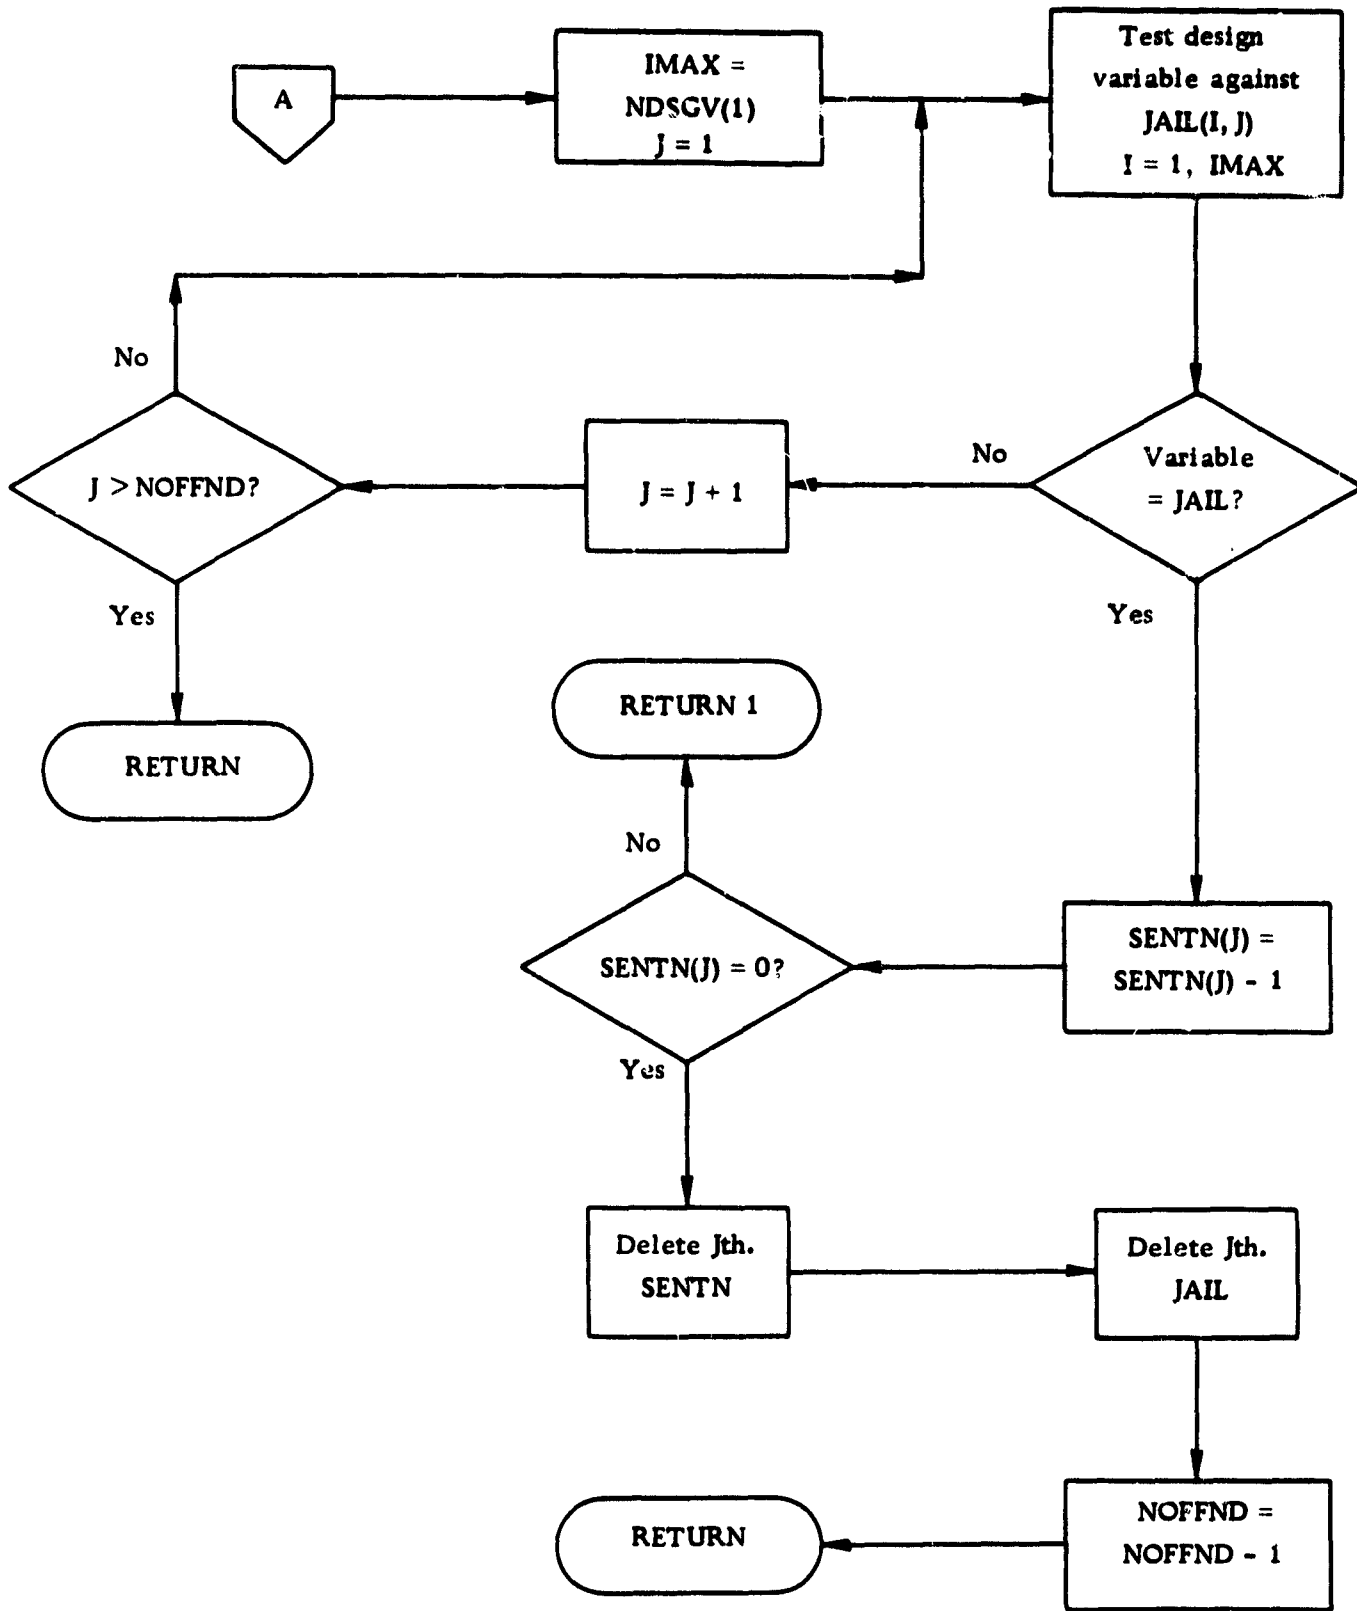 A
IMAX =
NDSGV(1)
J = 1
Test design
variable against
JAIL(I, J)
I = 1, IMAX
No
J > NOFFND?
Yes
RETURN
J = J + 1
No
Variable
= JAIL?
Yes
RETURN 1
No
SENTN(J) = 0?
Yes
SENTN(J) =
SENTN(J) - 1
Delete Jth.
SENTN
Delete Jth.
JAIL
RETURN
NOFFND =
NOFFND - 1